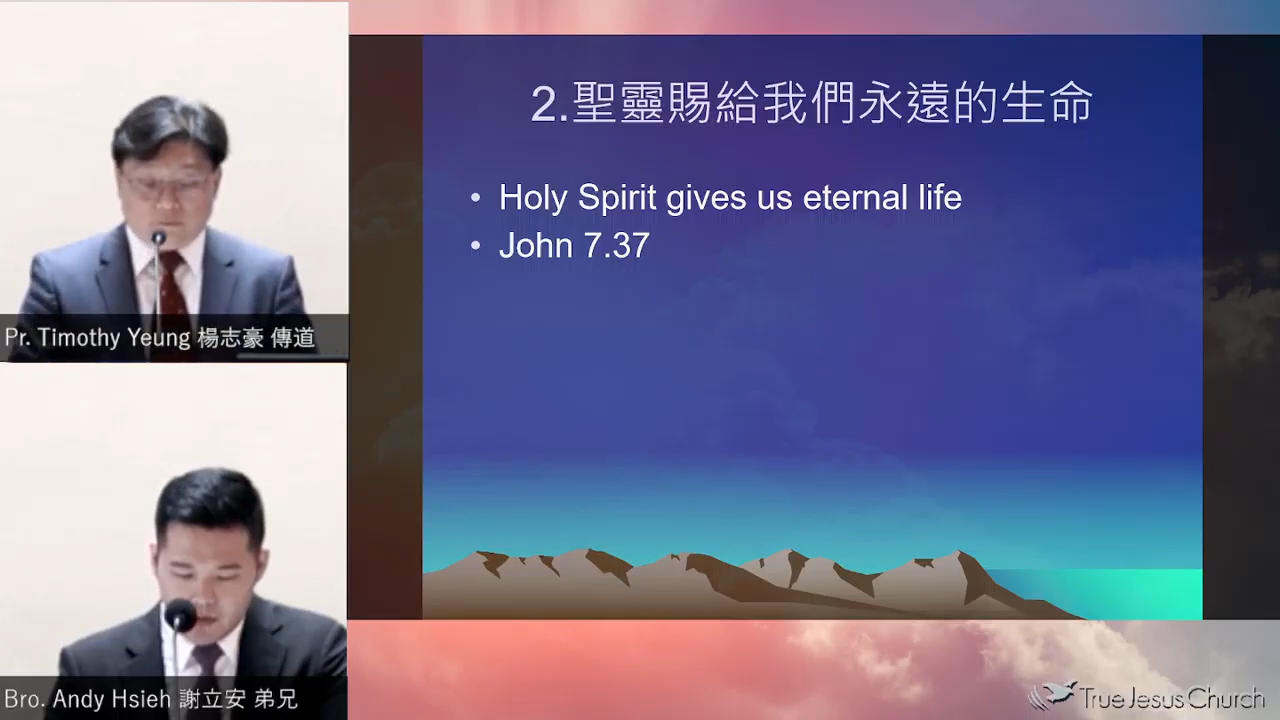 2.聖靈賜給我們永遠的生命
• Holy Spirit gives us eternal life
• John 7.37
Pr. Timothy Yeung 楊志豪 傳道
Bro. Andy Hsieh 謝立安 弟兄
True Jesus Church